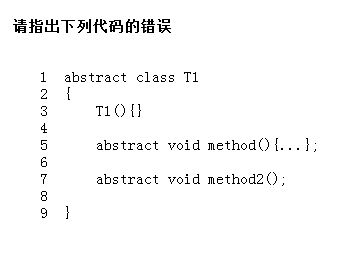 请指出下列代码的错误
1 abstract class T1
2 {
3     T1(){}
4
5     abstract void method(){...};
6
7     abstract void method2();
8
9 }